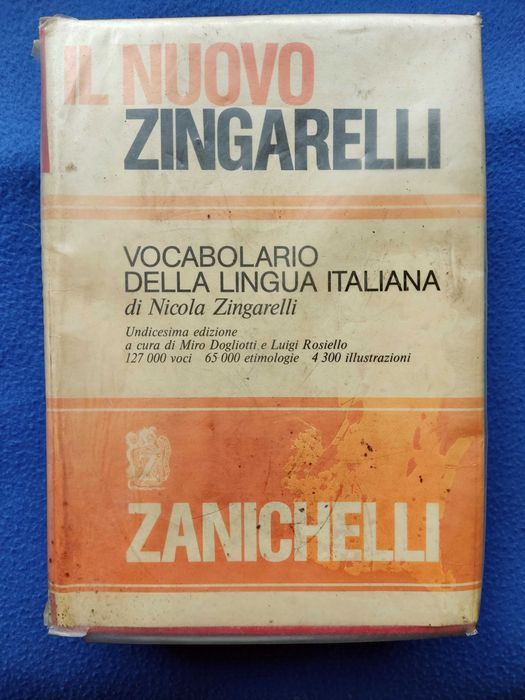 IL NUOVO
ZINGARELLI
VOCABOLARIO
DELLA LINGUA ITALIANA
di Nicola Zingarelli
Undicesima edizione
a cura di Miro Dogliotti e Luigi Rosiello
127 000 voci 65 000 etimologie 4 300 illustrazioni
Z
ZANICHELLI